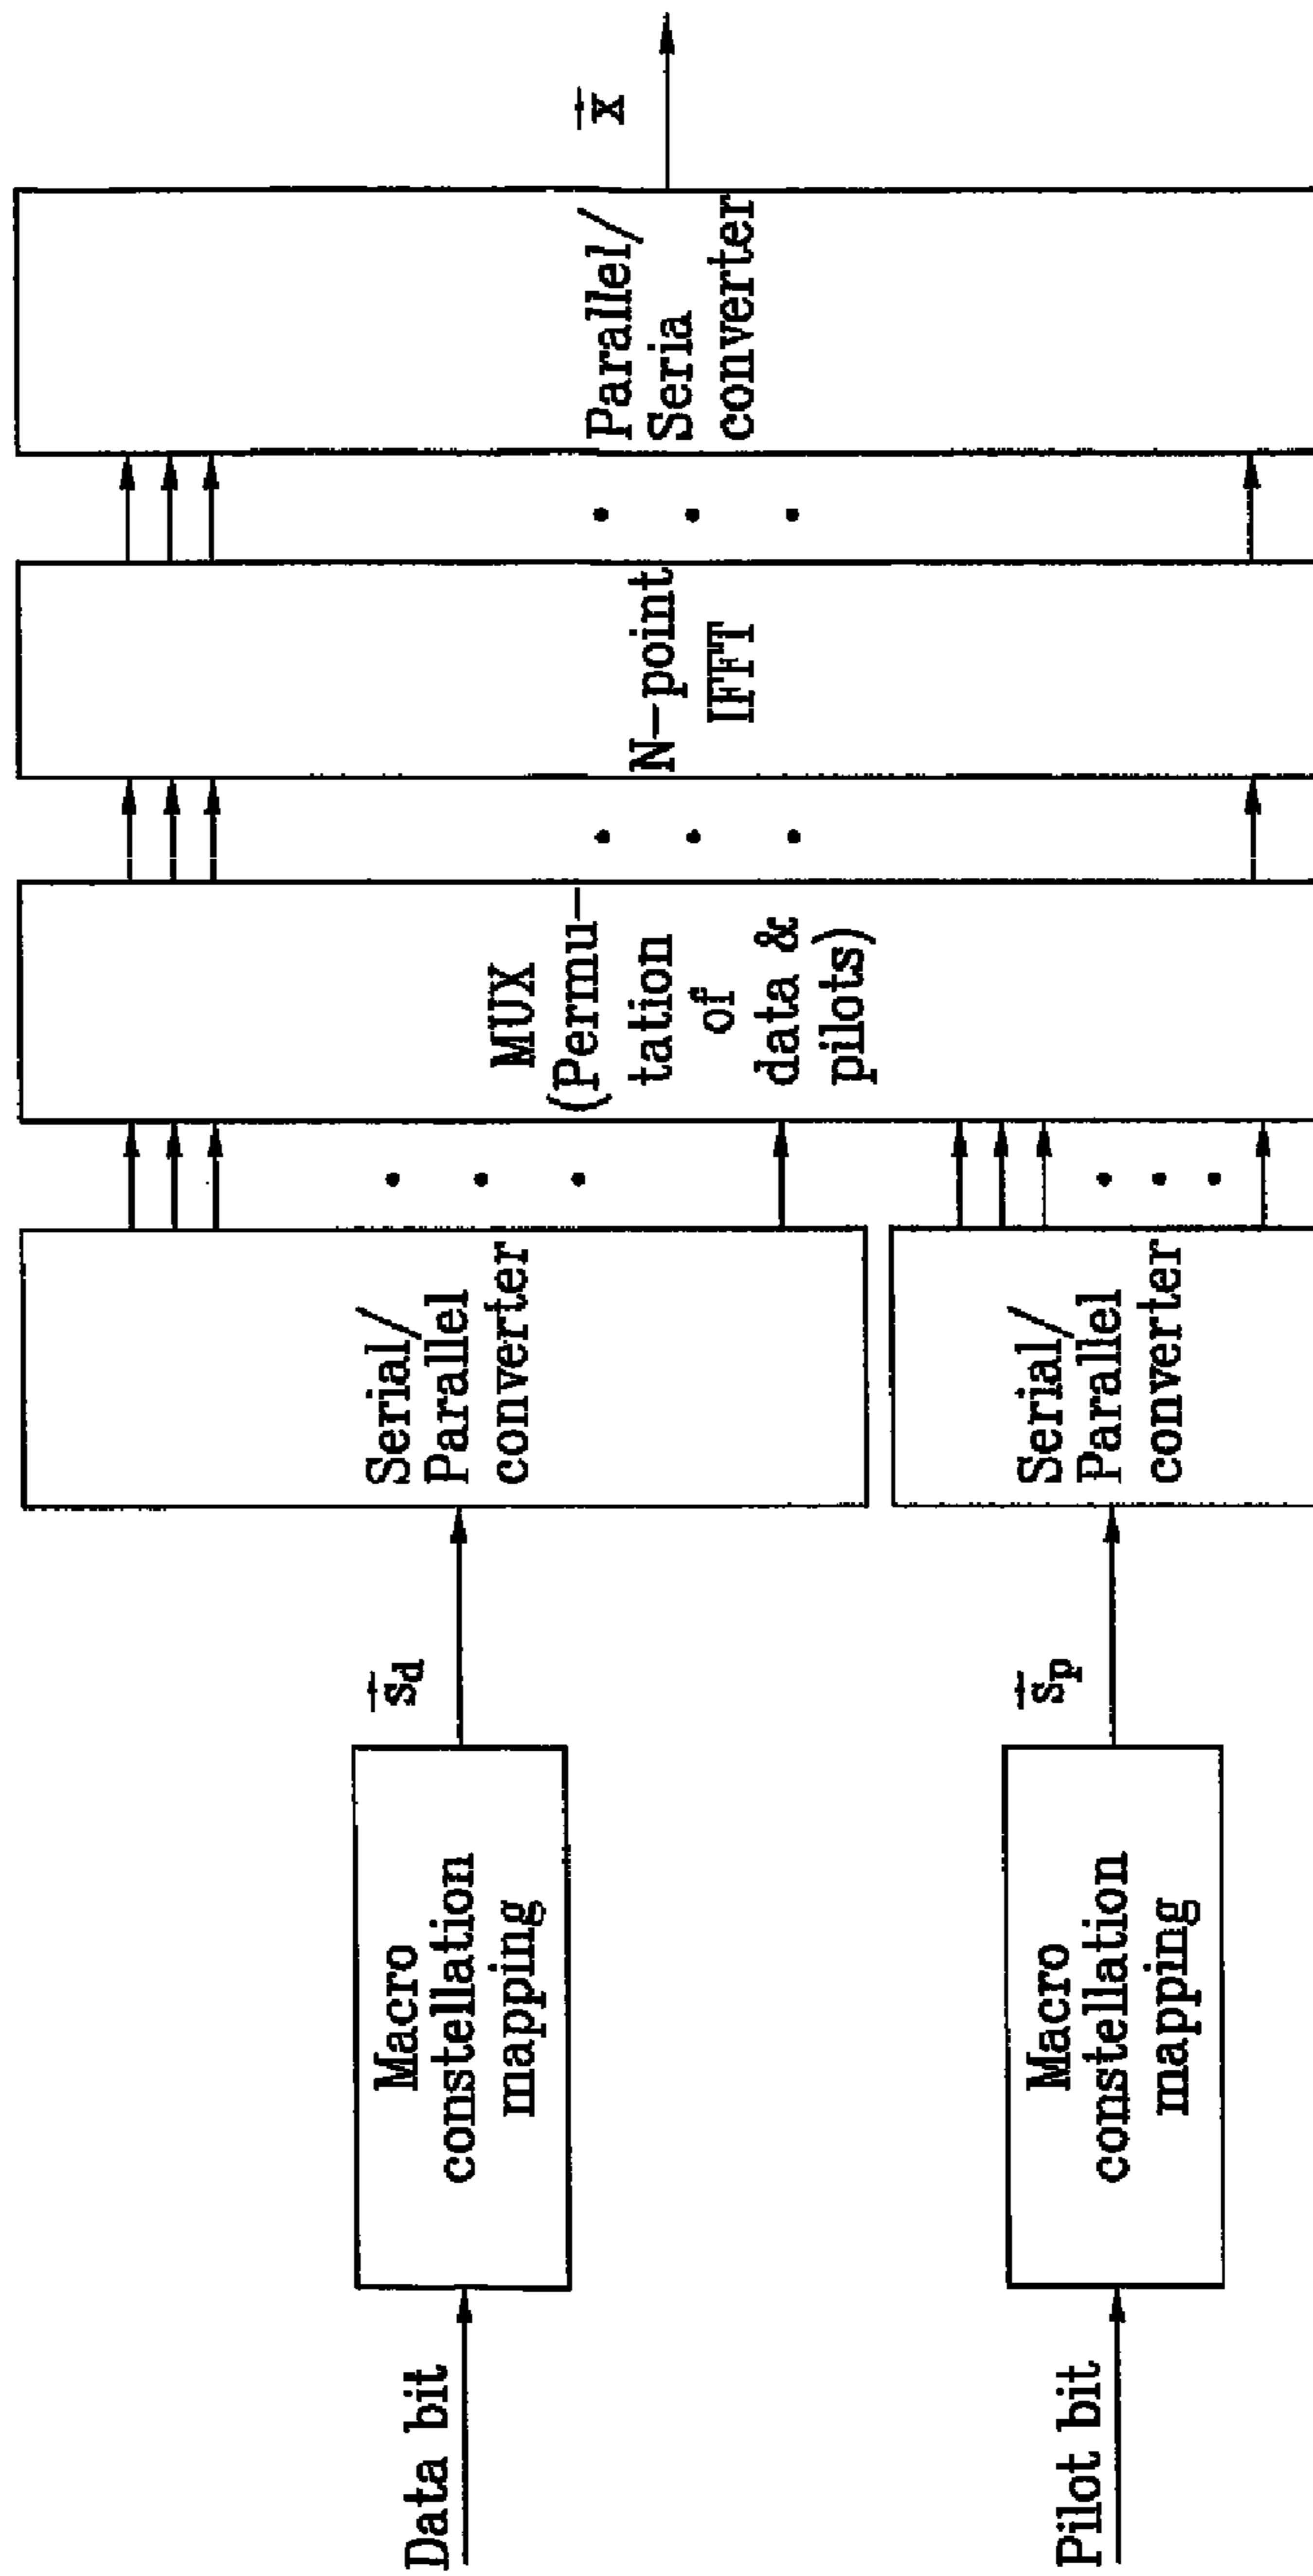 Data bit
Macro
constellation
mapping
s⃗d
Serial/
Parallel
converter
Pilot bit
Macro
constellation
mapping
s⃗p
Serial/
Parallel
converter
MUX
(Permu-
tation
of
data &
pilots)
N-point
IFFT
Parallel/
Seria
converter
x⃗